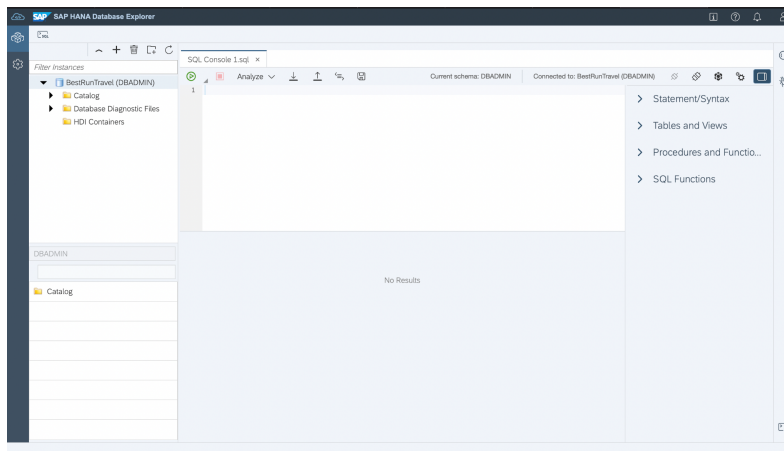 SAP SAP HANA Database Explorer
SQL
Filter Instances
BestRunTravel (DBADMIN)
Catalog
Database Diagnostic Files
HDI Containers
DBADMIN
Catalog
SQL Console 1.sql ×
Analyze
Current schema: DBADMIN
Connected to: BestRunTravel (DBADMIN)
1
No Results
Statement/Syntax
Tables and Views
Procedures and Functio...
SQL Functions